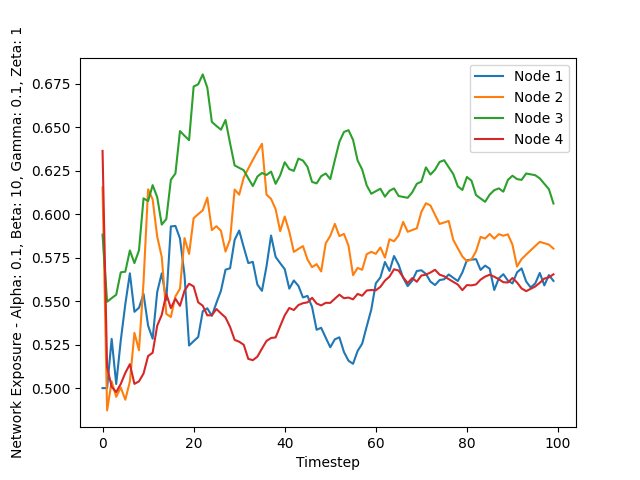 Network Exposure - Alpha: 0.1, Beta: 10, Gamma: 0.1, Zeta: 1
0.675
0.650
0.625
0.600
0.575
0.550
0.525
0.500
Node 1
Node 2
Node 3
Node 4
0 20 40 60 80 100
Timestep